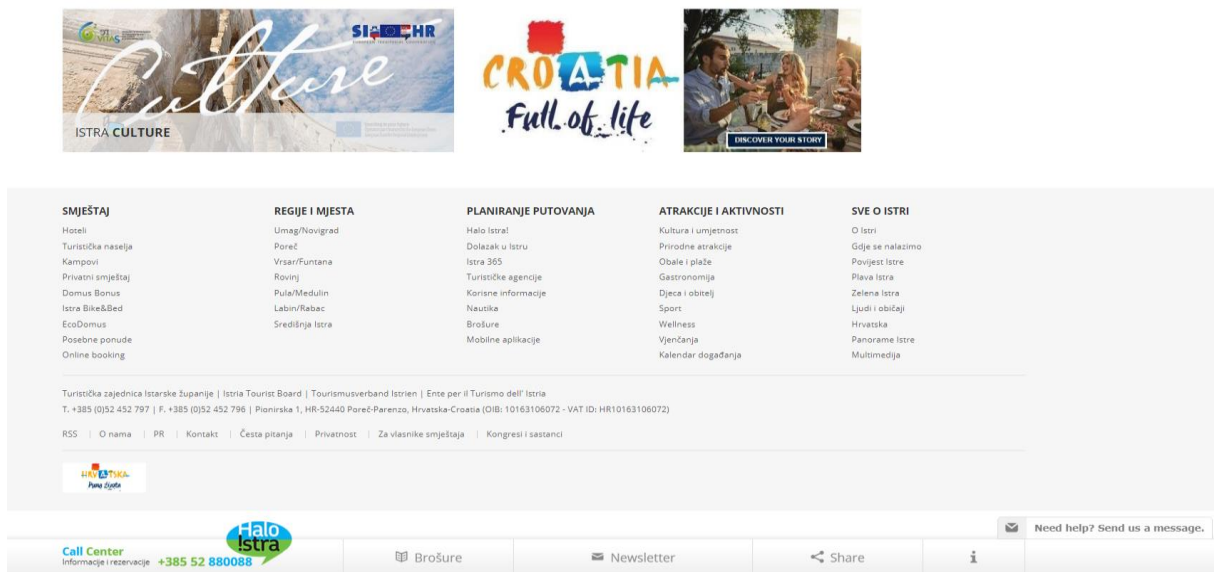 VITAS
SI HR
Culture
ISTRA CULTURE
CROATIA
Full of life
DISCOVER YOUR STORY
SMJEŠTAJ
Hoteli
Turistička naselja
Kampovi
Privatni smještaj
Domus Bonus
Istra Bike&Bed
EcoDomus
Posebne ponude
Online booking
REGIJE I MJESTA
Umag/Novigrad
Poreč
Vrsar/Funtana
Rovinj
Pula/Medulin
Labin/Rabac
Središnja Istra
PLANIRANJE PUTOVANJA
Halo Istra!
Dolazak u Istru
Istra 365
Turističke agencije
Korisne informacije
Nautika
Brošure
Mobilne aplikacije
ATRAKCIJE I AKTIVNOSTI
Kultura i umjetnost
Prirodne atrakcije
Obale i plaže
Gastronomija
Djeca i obitelj
Sport
Wellness
Vjenčanja
Kalendar događanja
SVE O ISTRI
O Istri
Gdje se nalazimo
Povijest Istre
Plava Istra
Zelena Istra
Ljudi i običaji
Hrvatska
Panorame Istre
Multimedija
Turistička zajednica Istarske županije | Istria Tourist Board | Tourismusverband Istrien | Ente per il Turismo dell' Istria
T. +385 (0)52 452 797 | F. +385 (0)52 452 796 | Pionirska 1, HR-52440 Poreč-Parenzo, Hrvatska-Croatia (OIB: 10163106072 - VAT ID: HR10163106072)
RSS | O nama | PR | Kontakt | Česta pitanja | Privatnost | Za vlasnike smještaja | Kongresi i sastanci
HRVATSKA
Puna života
Need help? Send us a message.
Call Center
Informacije i rezervacije +385 52 880088
Halo
Istra
Brošure
Newsletter
Share
i